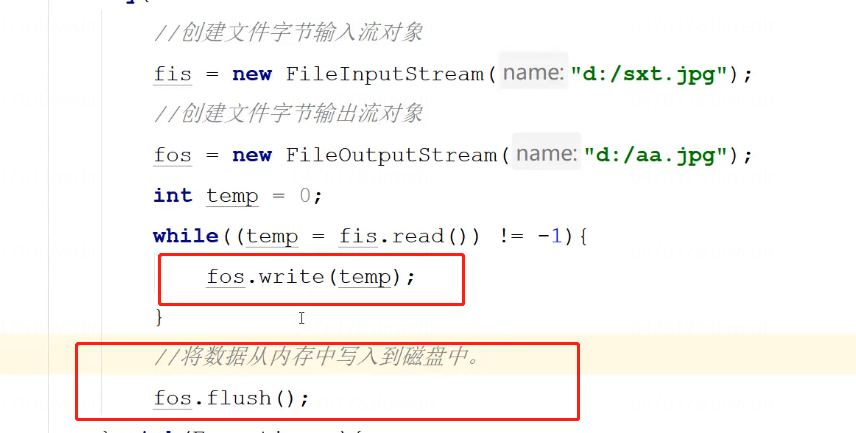 //创建文件字节输入流对象
fis = new FileInputStream( name: "d:/sxt.jpg");
//创建文件字节输出流对象
fos = new FileOutputStream( name: "d:/aa.jpg");
int temp = 0;
while((temp = fis.read()) != -1){
fos.write(temp);
}
//将数据从内存中写入到磁盘中。
fos.flush();